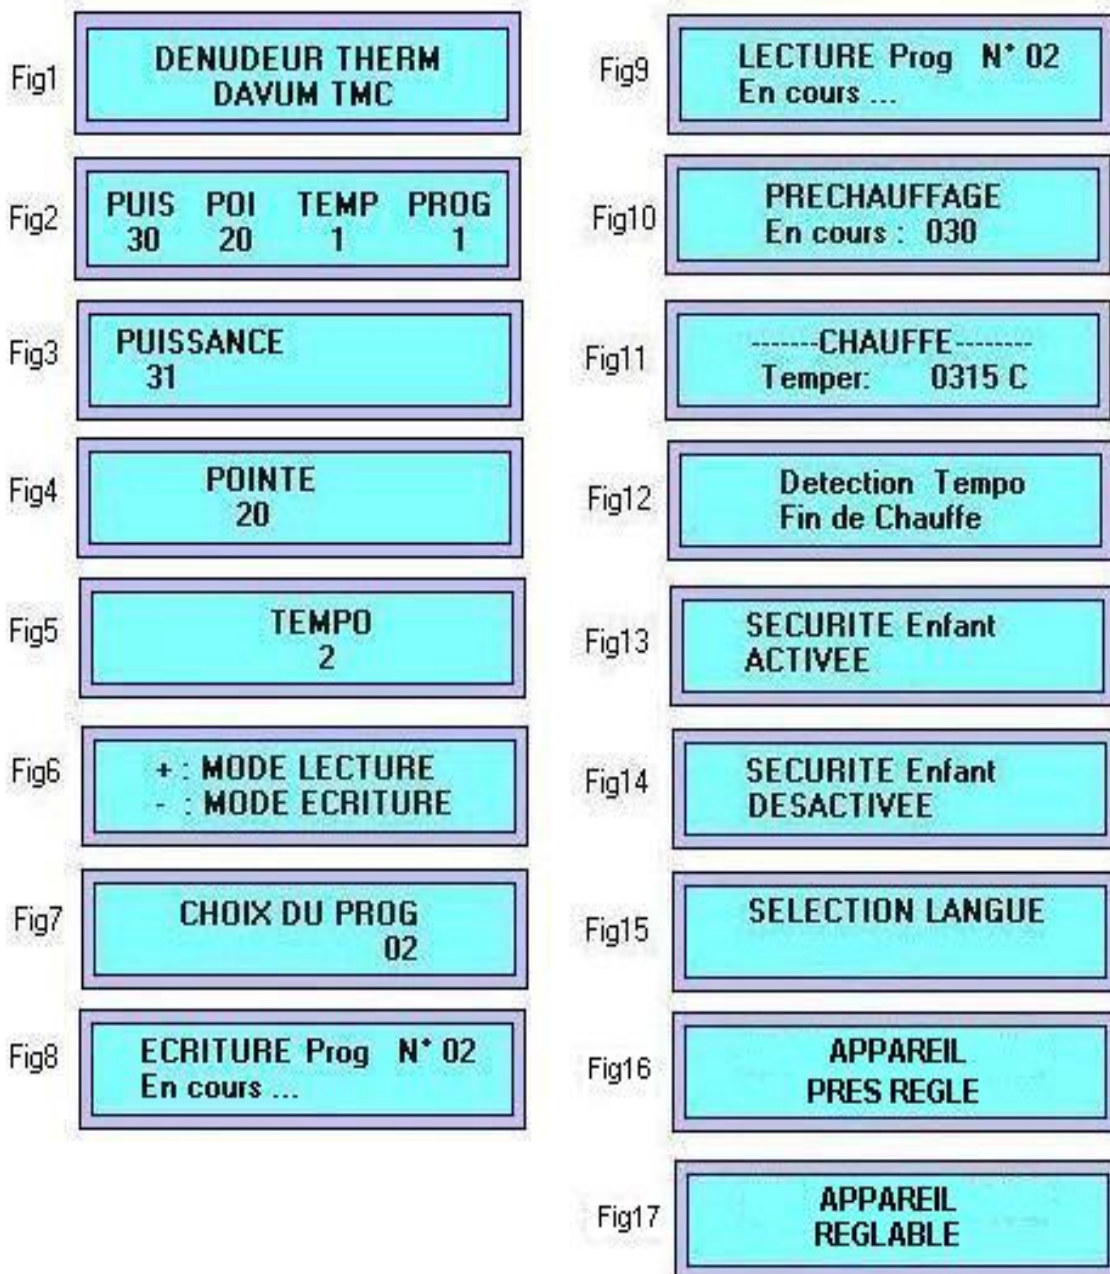 Fig1
DENUDEUR THERM
DAVUM TMC
Fig2
PUIS POI TEMP PROG
30 20 1 1
Fig3
PUISSANCE
31
Fig4
POINTE
20
Fig5
TEMPO
2
Fig6
+ : MODE LECTURE
- : MODE ECRITURE
Fig7
CHOIX DU PROG
02
Fig8
ECRITURE Prog N° 02
En cours ...
Fig9
LECTURE Prog N° 02
En cours ...
Fig10
PRECHAUFFAGE
En cours : 030
Fig11
-------CHAUFFE--------
Temper: 0315 C
Fig12
Detection Tempo
Fin de Chauffe
Fig13
SECURITE Enfant
ACTIVEE
Fig14
SECURITE Enfant
DESACTIVEE
Fig15
SELECTION LANGUE
Fig16
APPAREIL
PRES REGLE
Fig17
APPAREIL
REGLABLE